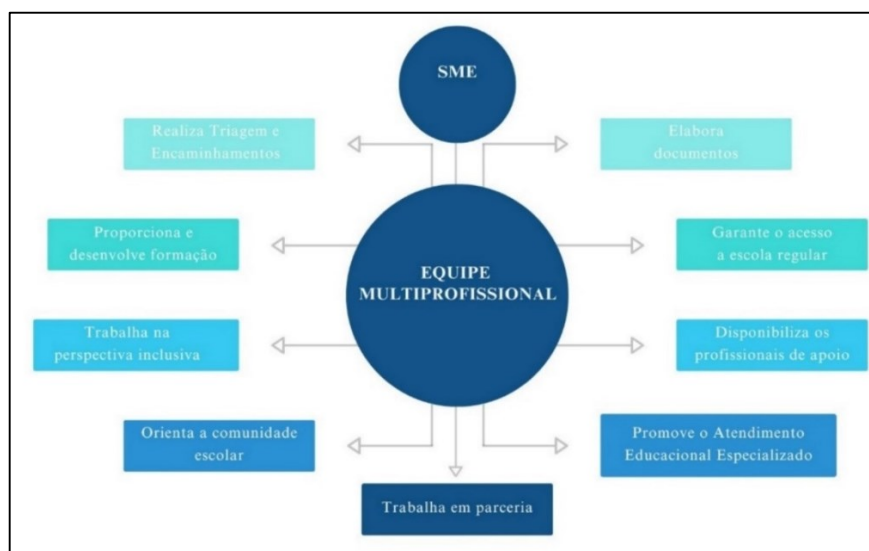 SME
Realiza Triagem e
Encaminhamentos
Elabora
documentos
Proporciona e
desenvolve formação
Garante o acesso
a escola regular
EQUIPE
MULTIPROFISSIONAL
Trabalha na
perspectiva inclusiva
Disponibiliza os
profissionais de apoio
Orienta a comunidade
escolar
Promove o Atendimento
Educacional Especializado
Trabalha em parceria